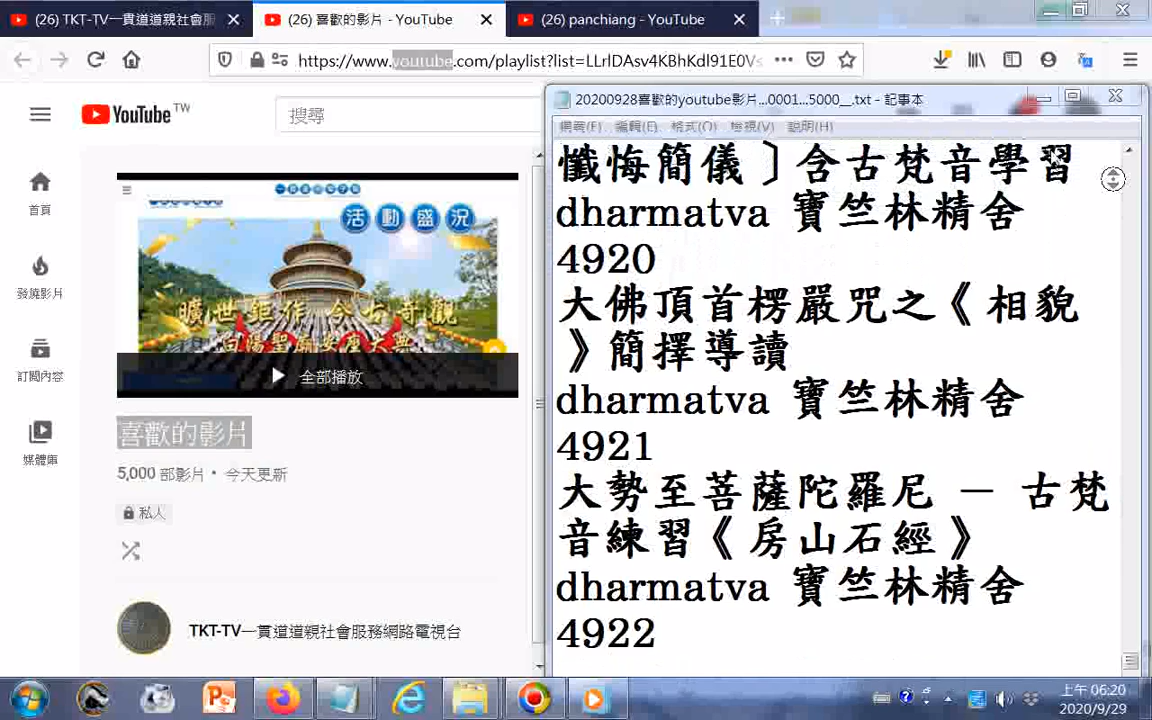 (26) TKT-TV一貫道道親社會服
(26) 喜歡的影片 - YouTube
(26) panchiang - YouTube
https://www.youtube.com/playlist?list=LLrlDAsv4KBhKdl91E0Vs
YouTube TW
搜尋
首頁
發燒影片
訂閱內容
媒體庫
活動盛況
曠世鉅作 今古奇觀
全部播放
喜歡的影片
5,000 部影片・ 今天更新
私人
TKT-TV一貫道道親社會服務網路電視台
20200928喜歡的youtube影片...0001...5000__.txt - 記事本
檔案(F) 編輯(E) 格式(O) 檢視(V) 說明(H)
懺悔簡儀〕含古梵音學習
dharmatva 寶竺林精舍
4920
大佛頂首楞嚴咒之《相貌
》簡擇導讀
dharmatva 寶竺林精舍
4921
大勢至菩薩陀羅尼 — 古梵
音練習《房山石經》
dharmatva 寶竺林精舍
4922
上午 06:20
2020/9/29